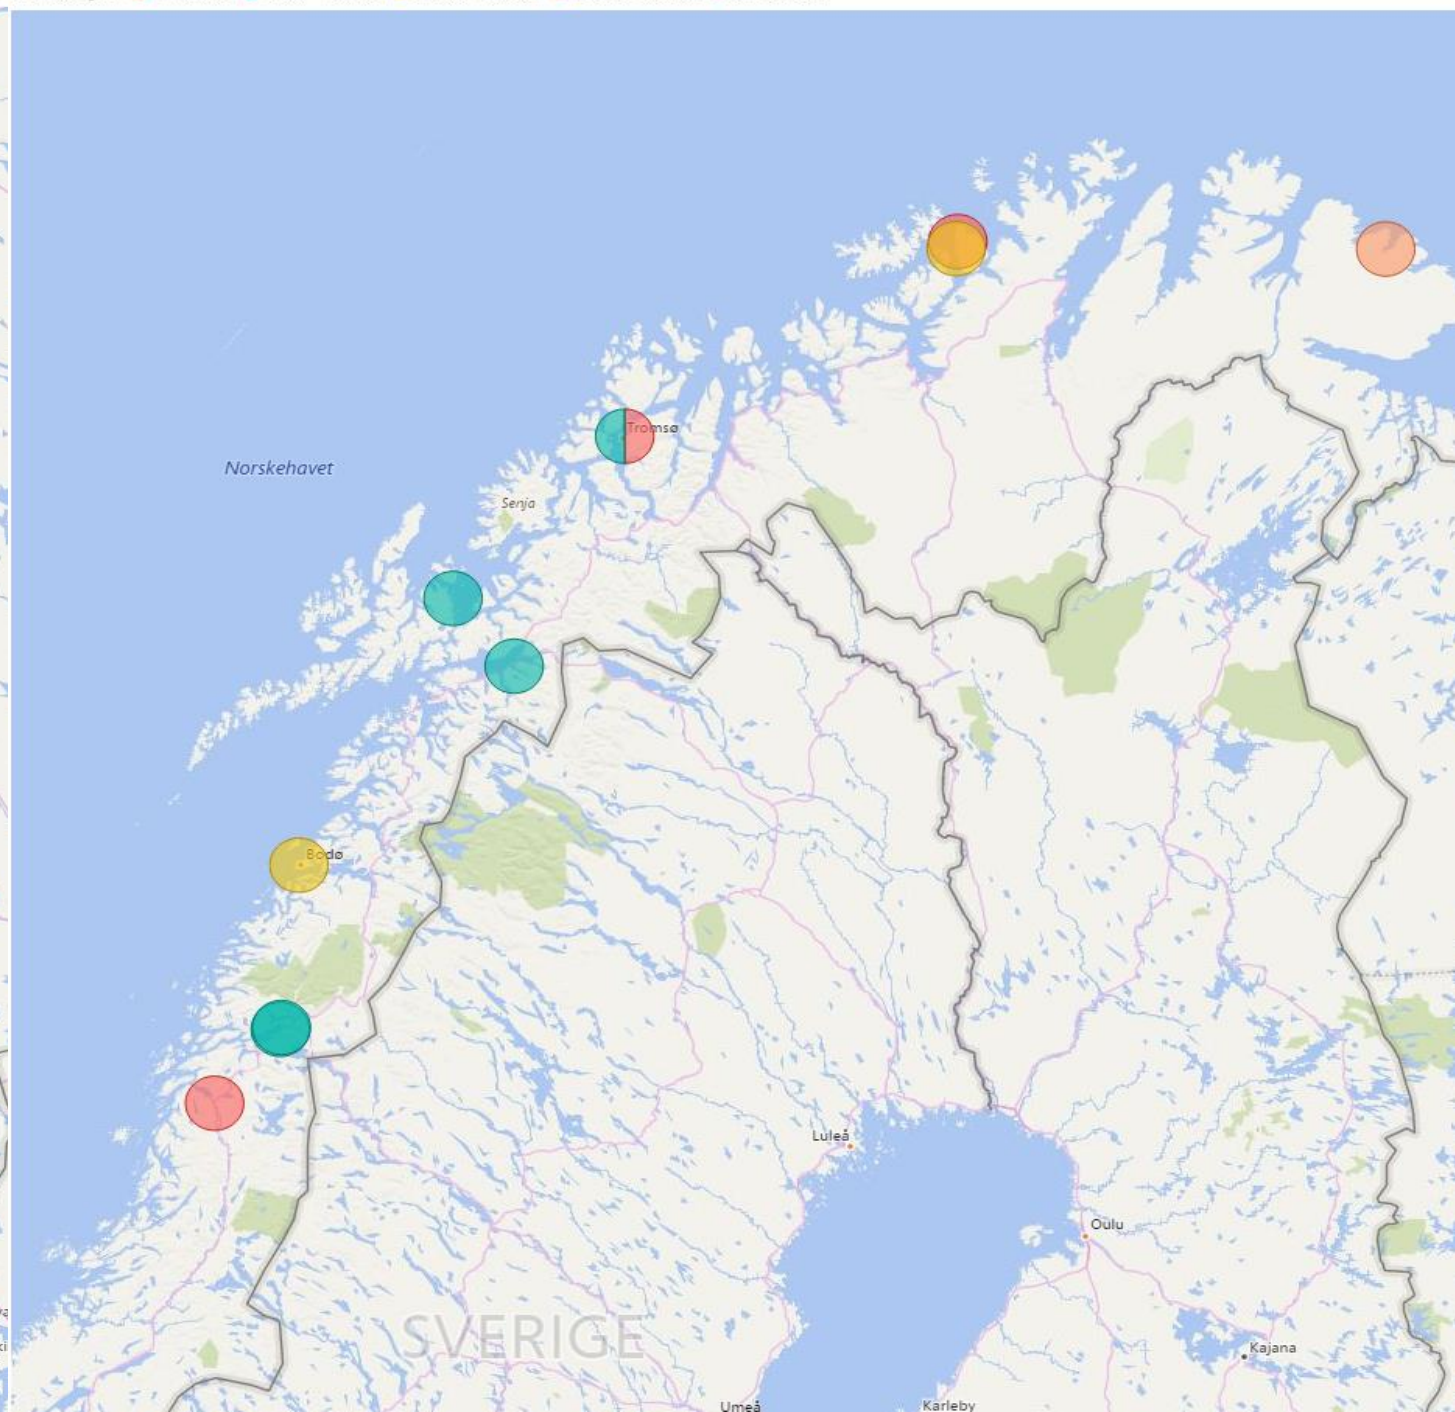 Tromsø
Norskehavet
Senja
Bodø
Luleå
Oulu
SVERIGE
Kajana
Umeå
Karleby